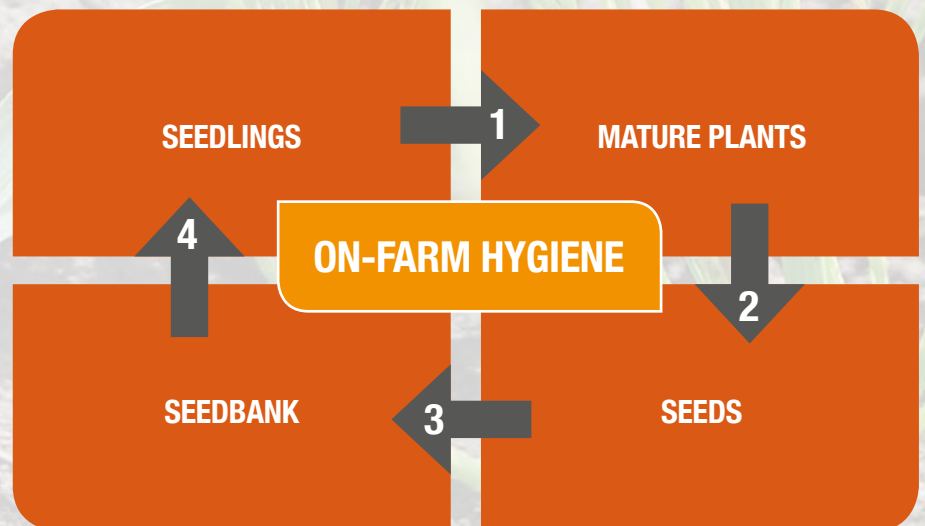 SEEDLINGS
1
MATURE PLANTS
4
ON-FARM HYGIENE
2
SEEDBANK
3
SEEDS